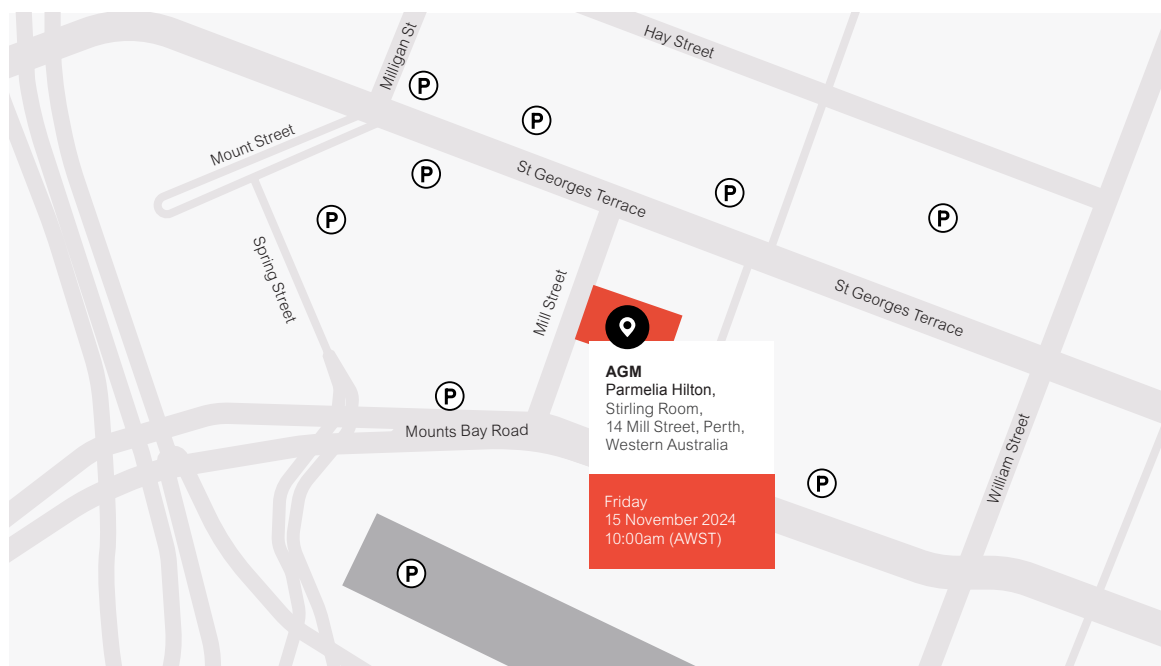 Hay Street
Milligan St
P
P
Mount Street
P
St Georges Terrace
P
P
P
Spring Street
Mill Street
St Georges Terrace
AGM
Parmelia Hilton,
Stirling Room,
14 Mill Street, Perth,
Western Australia
P
Mounts Bay Road
William Street
P
Friday
15 November 2024
10:00am (AWST)
P